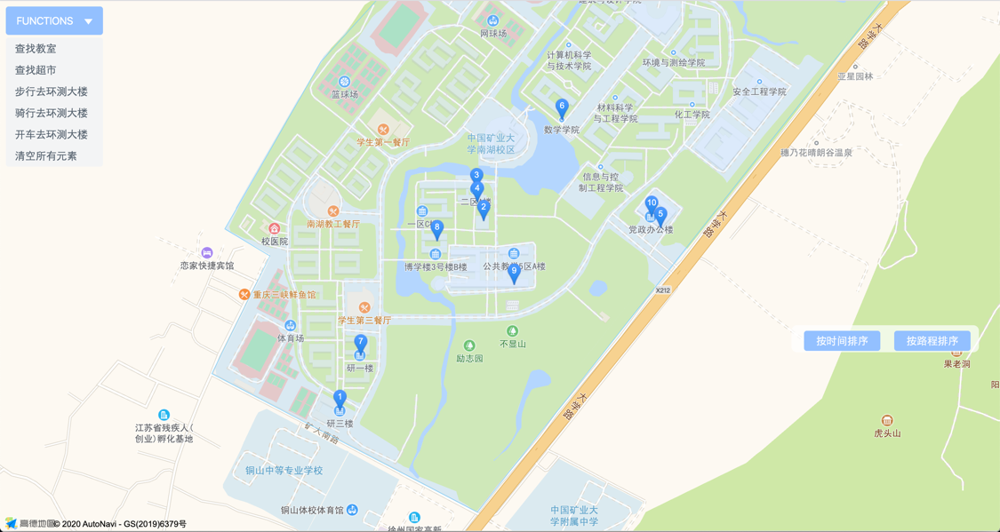 FUNCTIONS
查找教室
查找超市
步行去环测大楼
骑行去环测大楼
开车去环测大楼
清空所有元素
网球场
计算机科学
与技术学院
环境与测绘学院
大学路
亚星园林
篮球场
安全工程学院
材料科学
与工程学院
化工学院
6
数学学院
学生第一餐厅
中国矿业大
学南湖校区
穗乃花晴朗谷温泉
3
4
信息与控
制工程学院
2
10
5
党政办公楼
南湖教工餐厅
一区C
8
校医院
大学路
恋家快捷宾馆
博学楼3号楼B楼
公共教学5区A楼
9
重庆三峡鲜鱼馆
X212
学生第三餐厅
体育场
7
研一楼
不显山
励志园
按时间排序
按路程排序
果老洞
阳
1
研三楼
矿大南路
大学路
江苏省残疾人(
创业)孵化基地
虎头山
铜山中等专业学校
铜山体校体育馆
中国矿业大
学附属中学
徐州国家高新
高德地图© 2020 AutoNavi - GS(2019)6379号